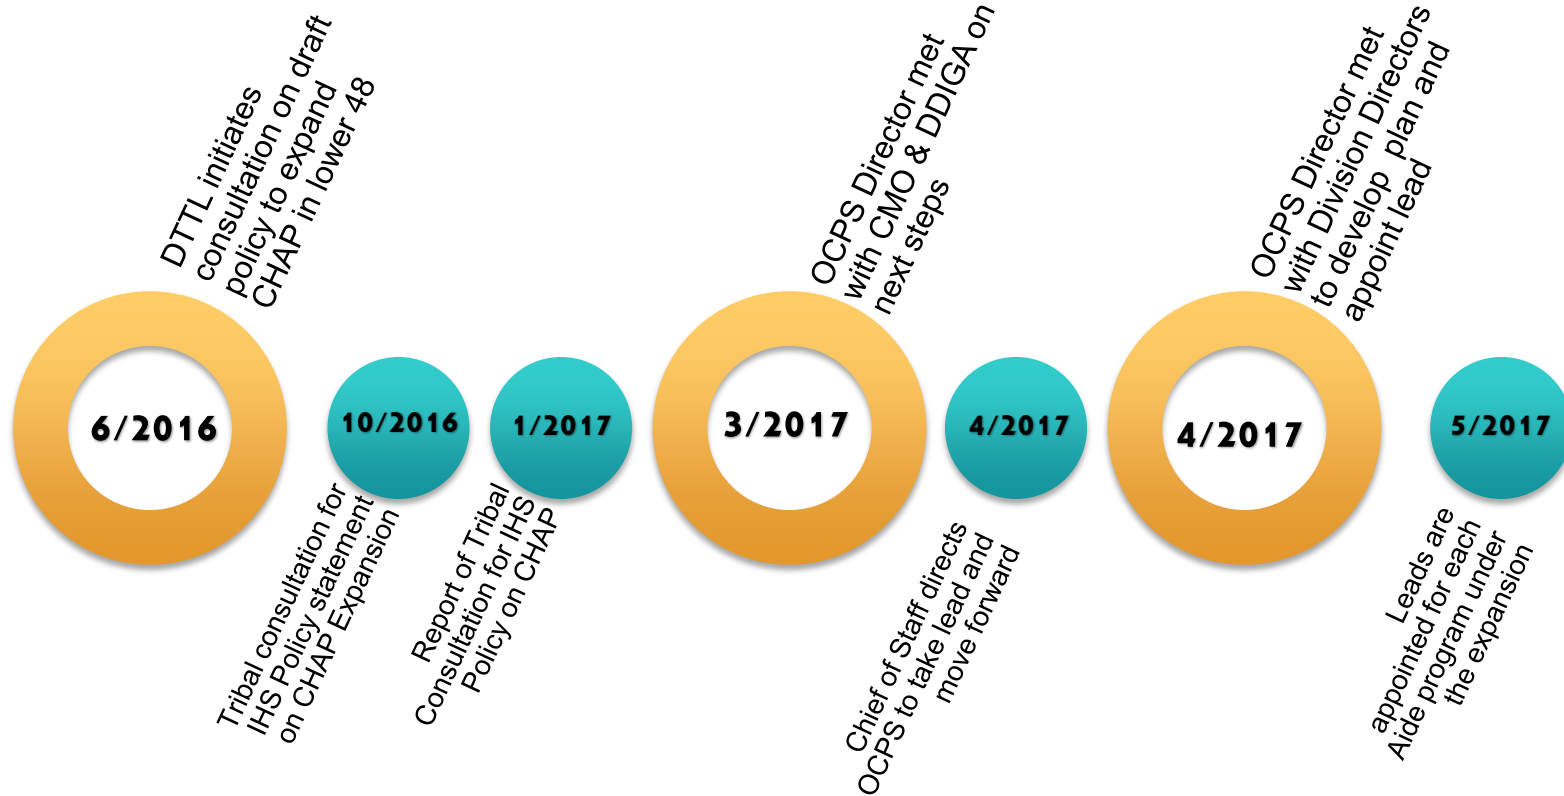 DTTL initiates
consultation on draft
policy to expand
CHAP in lower 48
6/2016
10/2016
Tribal consultation for
IHS Policy statement
on CHAP Expansion
1/2017
Report of Tribal
Consultation for IHS
Policy on CHAP
OCPS Director met
with CMO & DDIGA on
next steps
3/2017
4/2017
Chief of Staff directs
OCPS to take lead and
move forward
OCPS Director met
with Division Directors
to develop plan and
appoint lead
4/2017
5/2017
Leads are
appointed for each
Aide program under
the expansion